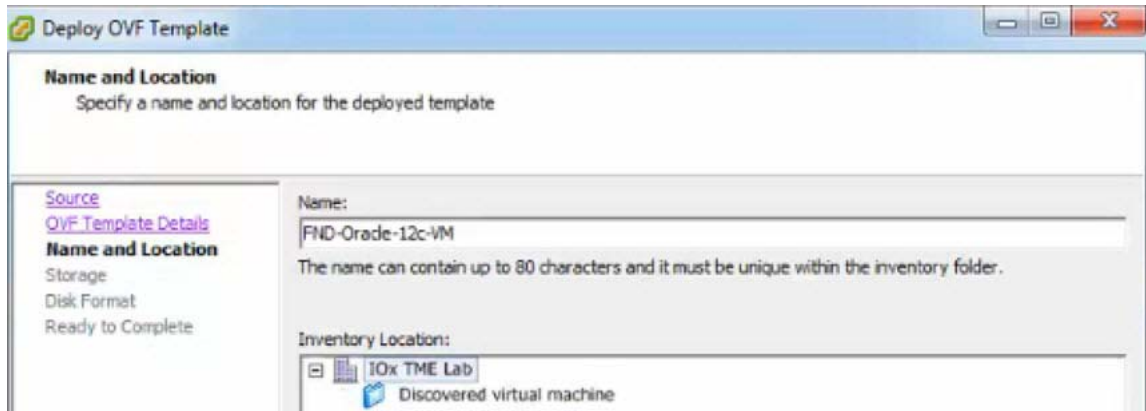 Deploy OVF Template
Name and Location
Specify a name and location for the deployed template
Source
OVF Template Details
Name and Location
Storage
Disk Format
Ready to Complete
Name:
FND-Oracle-12c-VM
The name can contain up to 80 characters and it must be unique within the inventory folder.
Inventory Location:
IOx TME Lab
Discovered virtual machine